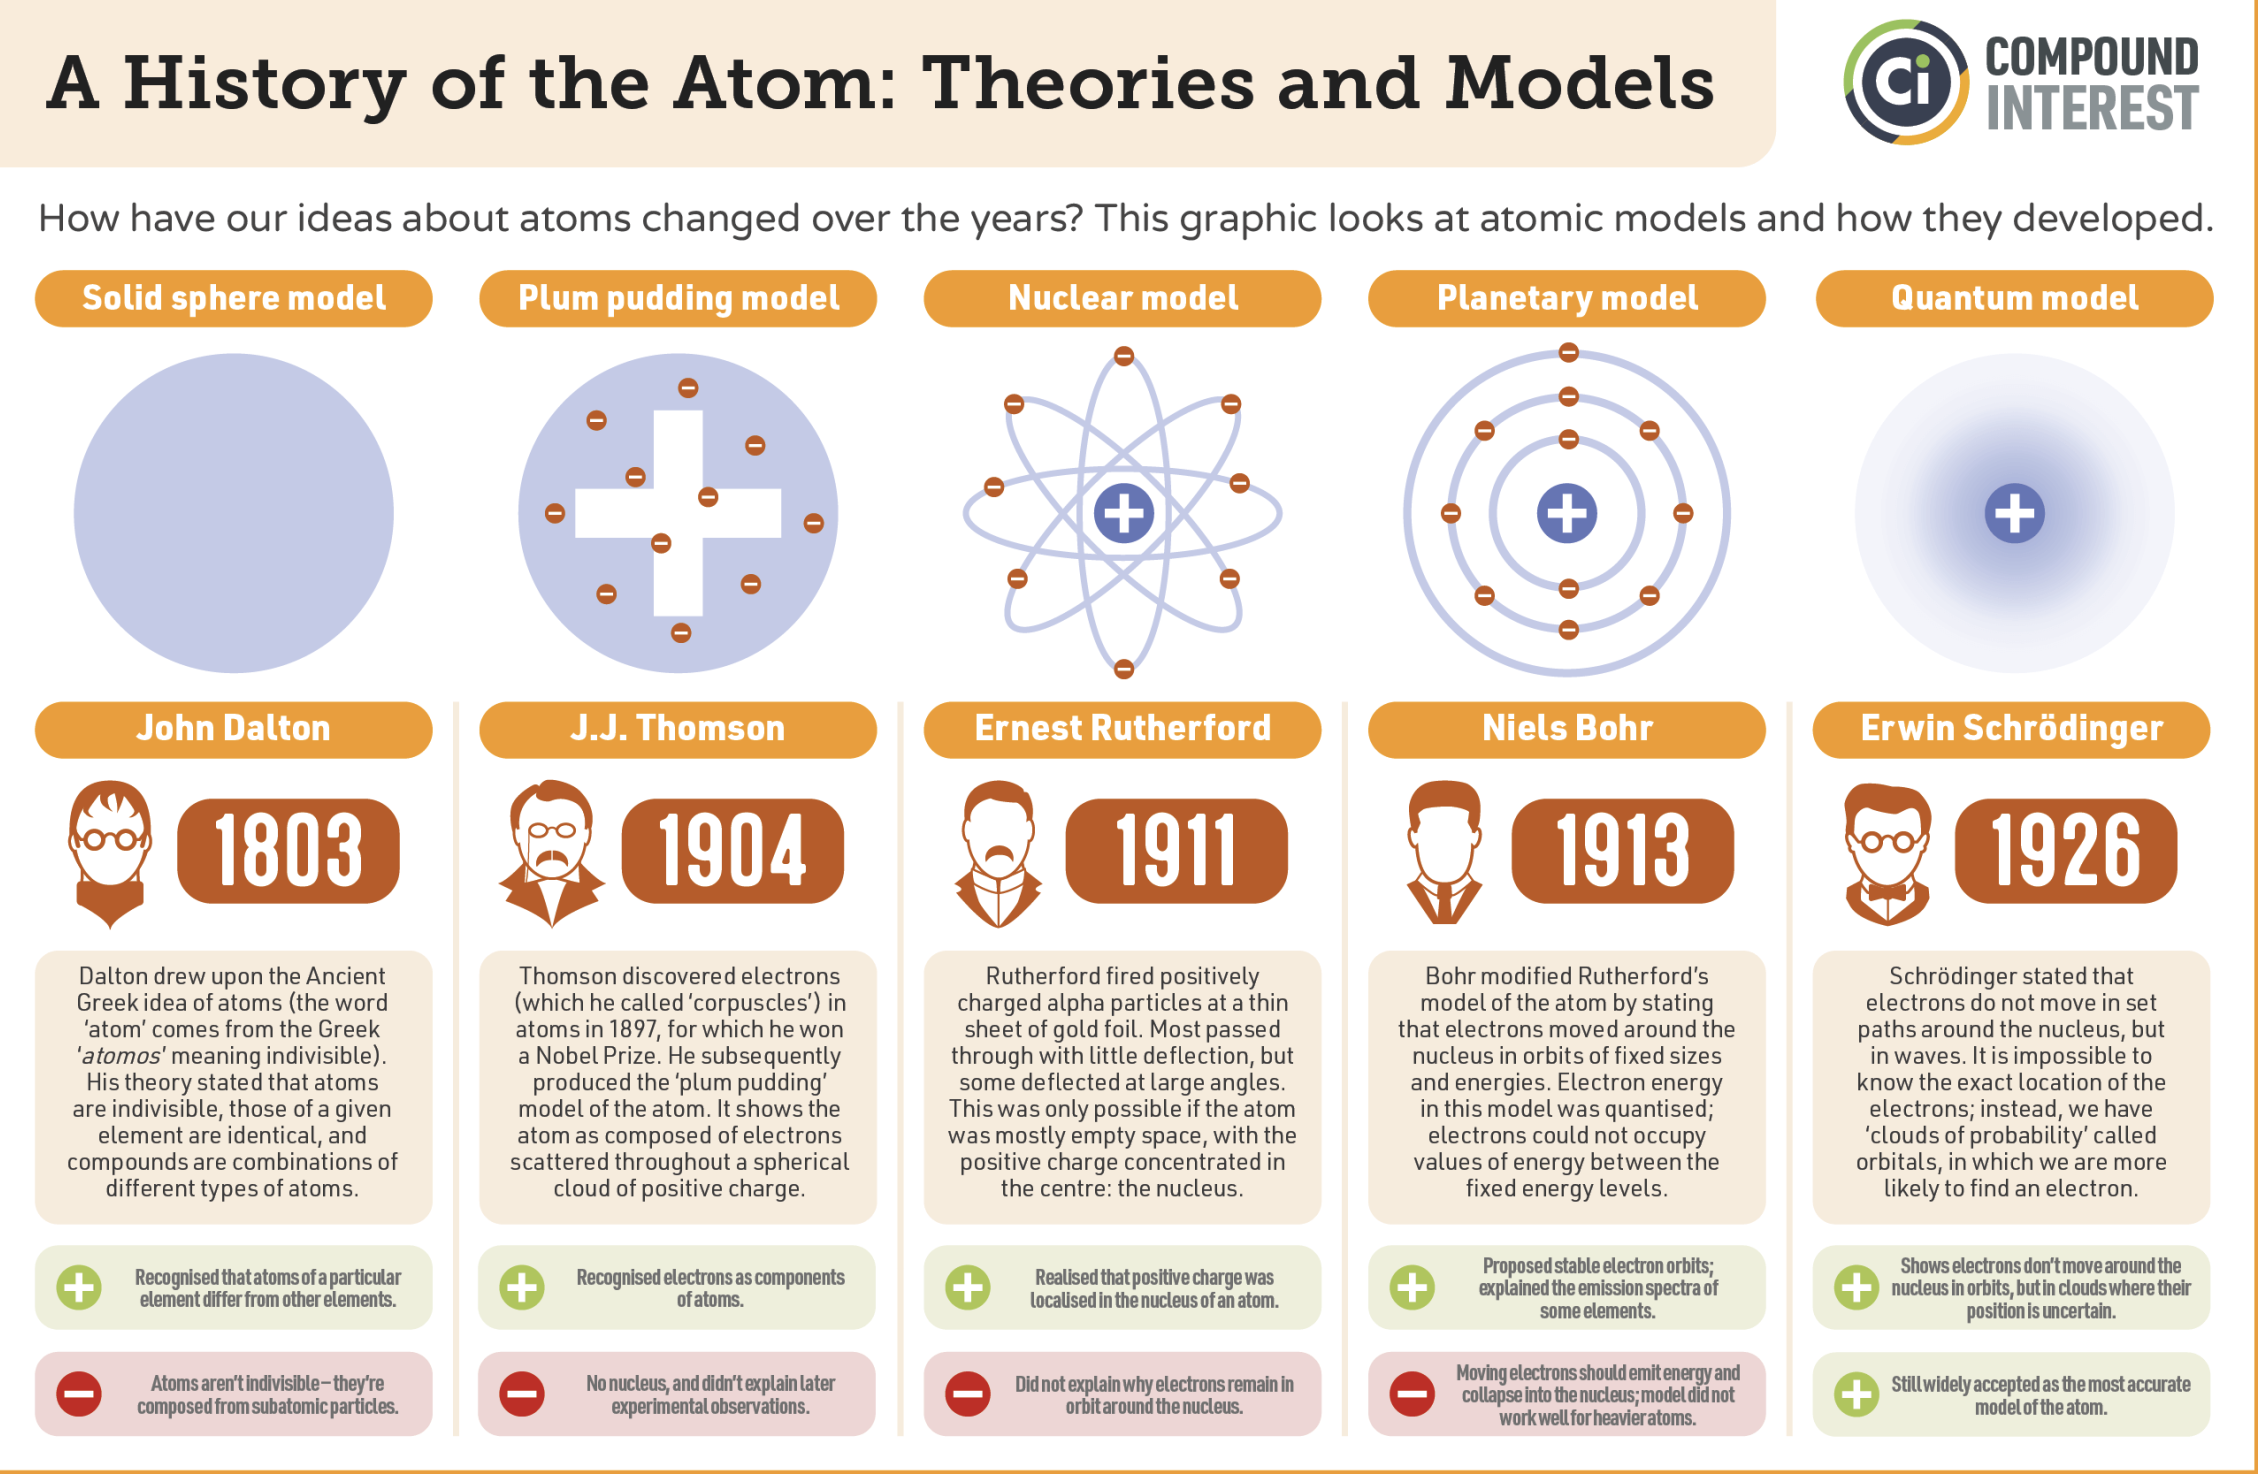 A History of the Atom: Theories and Models
Ci
COMPOUND
INTEREST
How have our ideas about atoms changed over the years? This graphic looks at atomic models and how they developed.
Solid sphere model
Plum pudding model
Nuclear model
Planetary model
Quantum model
John Dalton
1803
Dalton drew upon the Ancient
Greek idea of atoms (the word
‘atom’ comes from the Greek
‘atomos’ meaning indivisible).
His theory stated that atoms
are indivisible, those of a given
element are identical, and
compounds are combinations of
different types of atoms.
Recognised that atoms of a particular
element differ from other elements.
Atoms aren’t indivisible – they’re
composed from subatomic particles.
J.J. Thomson
1904
Thomson discovered electrons
(which he called ‘corpuscles’) in
atoms in 1897, for which he won
a Nobel Prize. He subsequently
produced the ‘plum pudding’
model of the atom. It shows the
atom as composed of electrons
scattered throughout a spherical
cloud of positive charge.
Recognised electrons as components
of atoms.
No nucleus, and didn’t explain later
experimental observations.
Ernest Rutherford
1911
Rutherford fired positively
charged alpha particles at a thin
sheet of gold foil. Most passed
through with little deflection, but
some deflected at large angles.
This was only possible if the atom
was mostly empty space, with the
positive charge concentrated in
the centre: the nucleus.
Realised that positive charge was
localised in the nucleus of an atom.
Did not explain why electrons remain in
orbit around the nucleus.
Niels Bohr
1913
Bohr modified Rutherford’s
model of the atom by stating
that electrons moved around the
nucleus in orbits of fixed sizes
and energies. Electron energy
in this model was quantised;
electrons could not occupy
values of energy between the
fixed energy levels.
Proposed stable electron orbits;
explained the emission spectra of
some elements.
Moving electrons should emit energy and
collapse into the nucleus; model did not
work well for heavier atoms.
Erwin Schrödinger
1926
Schrödinger stated that
electrons do not move in set
paths around the nucleus, but
in waves. It is impossible to
know the exact location of the
electrons; instead, we have
‘clouds of probability’ called
orbitals, in which we are more
likely to find an electron.
Shows electrons don’t move around the
nucleus in orbits, but in clouds where their
position is uncertain.
Still widely accepted as the most accurate
model of the atom.